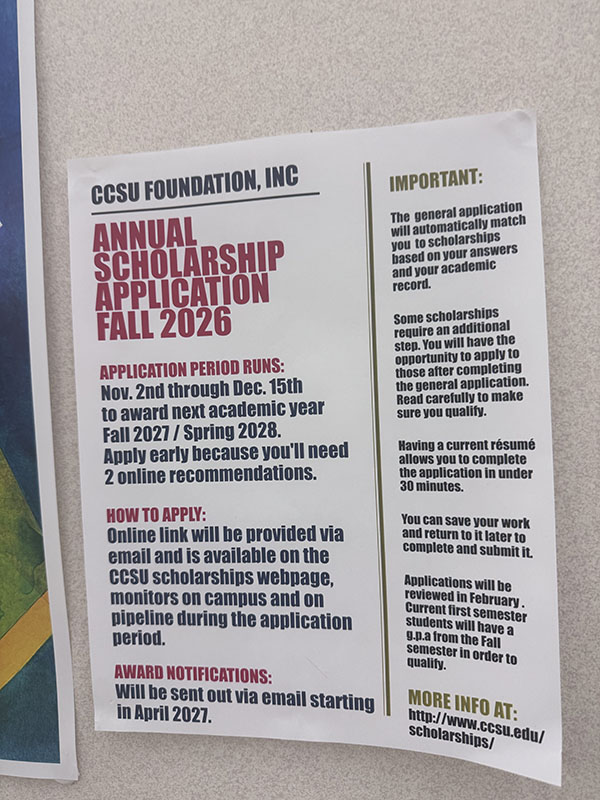 CCSU FOUNDATION, INC
ANNUAL
SCHOLARSHIP
APPLICATION
FALL 2026
APPLICATION PERIOD RUNS:
Nov. 2nd through Dec. 15th
to award next academic year
Fall 2027 / Spring 2028.
Apply early because you'll need
2 online recommendations.
HOW TO APPLY:
Online link will be provided via
email and is available on the
CCSU scholarships webpage,
monitors on campus and on
pipeline during the application
period.
AWARD NOTIFICATIONS:
Will be sent out via email starting
in April 2027.
IMPORTANT:
The general application
will automatically match
you to scholarships
based on your answers
and your academic
record.
Some scholarships
require an additional
step. You will have the
opportunity to apply to
those after completing
the general application.
Read carefully to make
sure you qualify.
Having a current résumé
allows you to complete
the application in under
30 minutes.
You can save your work
and return to it later to
complete and submit it.
Applications will be
reviewed in February .
Current first semester
students will have a
g.p.a from the Fall
semester in order to
qualify.
MORE INFO AT:
http://www.ccsu.edu/
scholarships/